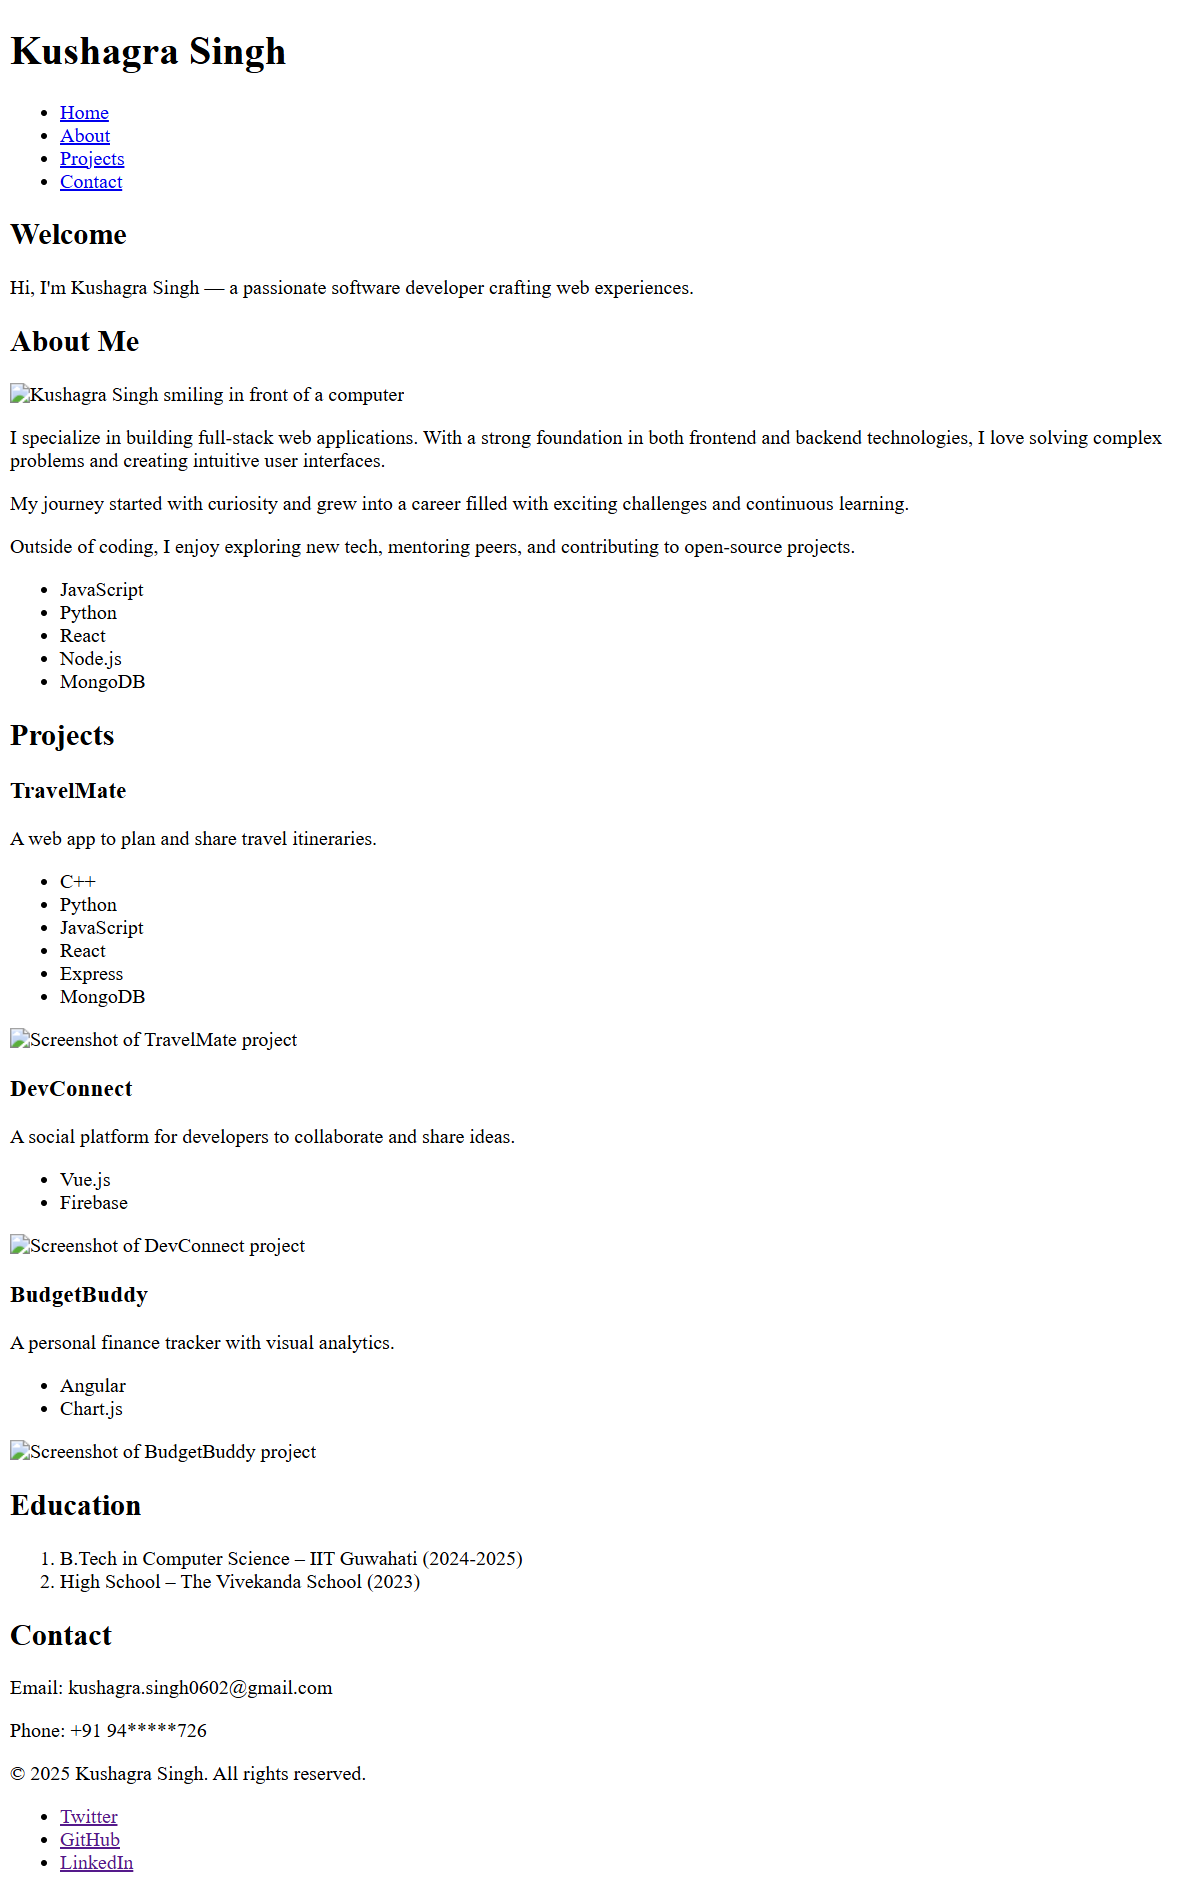 Kushagra Singh
Home
About
Projects
Contact
Welcome
Hi, I'm Kushagra Singh — a passionate software developer crafting web experiences.
About Me
Kushagra Singh smiling in front of a computer
I specialize in building full-stack web applications. With a strong foundation in both frontend and backend technologies, I love solving complex
problems and creating intuitive user interfaces.
My journey started with curiosity and grew into a career filled with exciting challenges and continuous learning.
Outside of coding, I enjoy exploring new tech, mentoring peers, and contributing to open-source projects.
JavaScript
Python
React
Node.js
MongoDB
Projects
TravelMate
A web app to plan and share travel itineraries.
C++
Python
JavaScript
React
Express
MongoDB
Screenshot of TravelMate project
DevConnect
A social platform for developers to collaborate and share ideas.
Vue.js
Firebase
Screenshot of DevConnect project
BudgetBuddy
A personal finance tracker with visual analytics.
Angular
Chart.js
Screenshot of BudgetBuddy project
Education
1. B.Tech in Computer Science – IIT Guwahati (2024-2025)
2. High School – The Vivekanda School (2023)
Contact
Email: kushagra.singh0602@gmail.com
Phone: +91 94*****726
© 2025 Kushagra Singh. All rights reserved.
Twitter
GitHub
LinkedIn